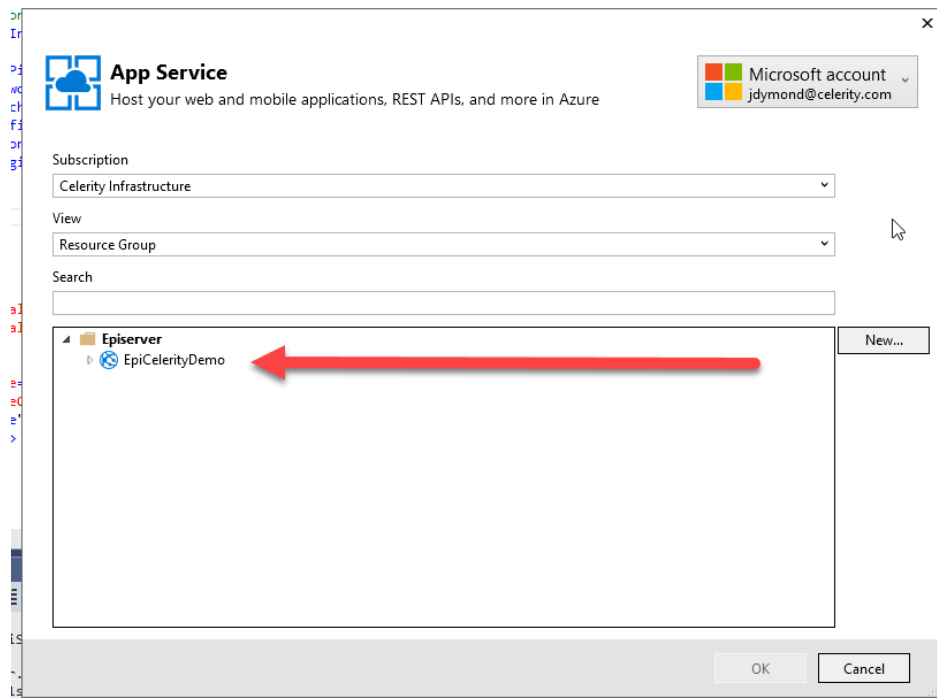 App Service
Host your web and mobile applications, REST APIs, and more in Azure
Microsoft account
jdymond@celerity.com
Subscription
Celerity Infrastructure
View
Resource Group
Search
Episerver
New...
EpiCelerityDemo
OK
Cancel